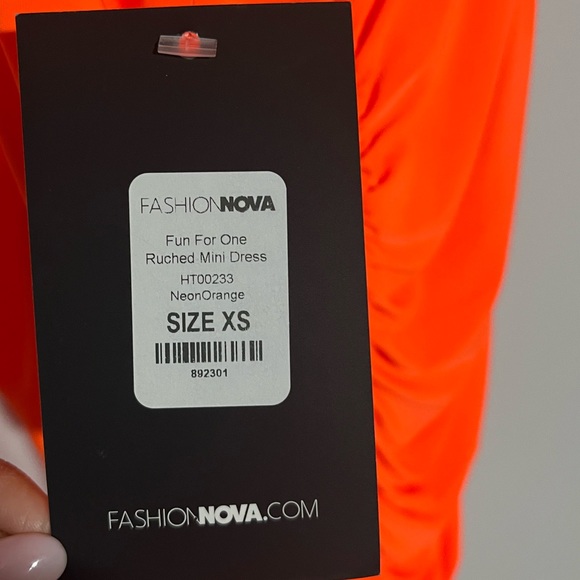 FASHIONNOVA
Fun For One
Ruched Mini Dress
HT00233
NeonOrange
SIZE XS
892301
FASHIONNOVA.COM